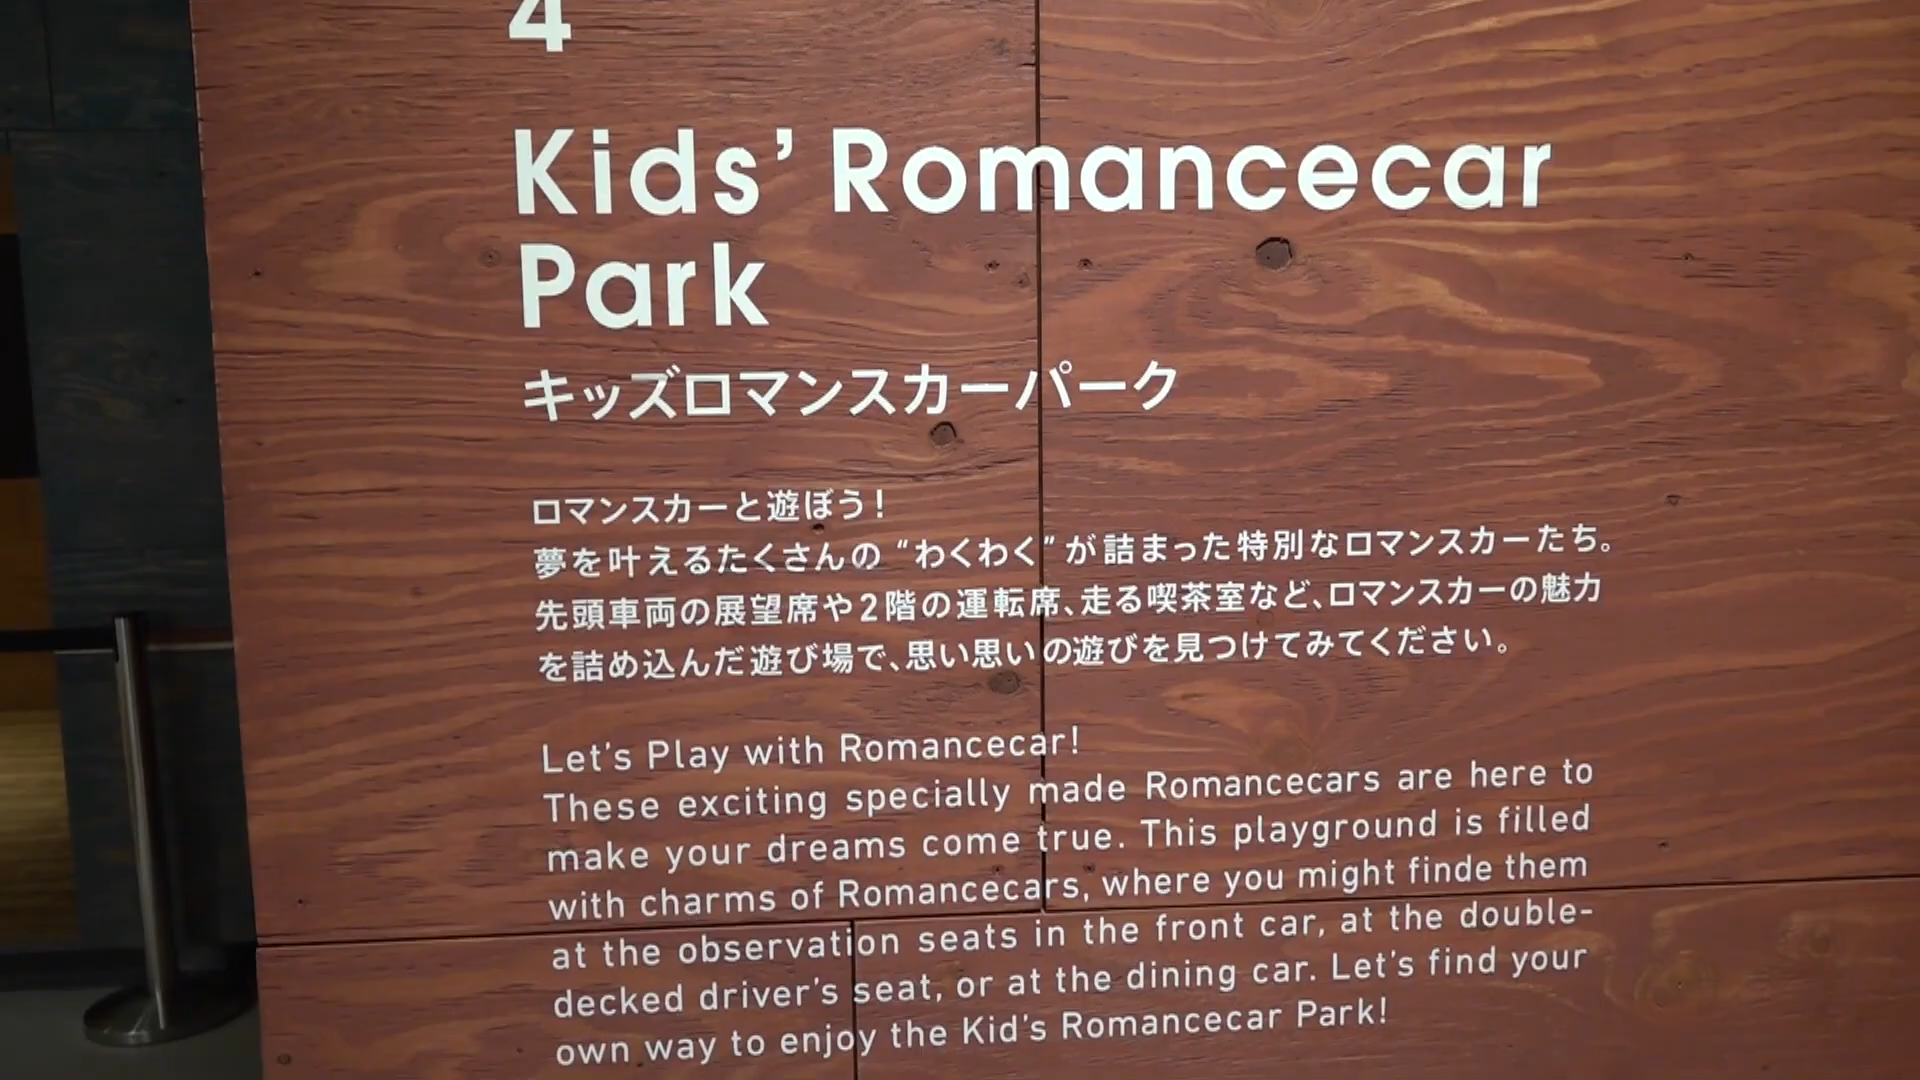 4
Kids’ Romancecar
Park
キッズロマンスカーパーク
ロマンスカーと遊ぼう！
夢を叶えるたくさんの“わくわく”が詰まった特別なロマンスカーたち。
先頭車両の展望席や2階の運転席、走る喫茶室など、ロマンスカーの魅力
を詰め込んだ遊び場で、思い思いの遊びを見つけてみてください。
Let’s Play with Romancecar!
These exciting specially made Romancecars are here to
make your dreams come true. This playground is filled
with charms of Romancecars, where you might finde them
at the observation seats in the front car, at the double-
decked driver’s seat, or at the dining car. Let’s find your
own way to enjoy the Kid’s Romancecar Park!